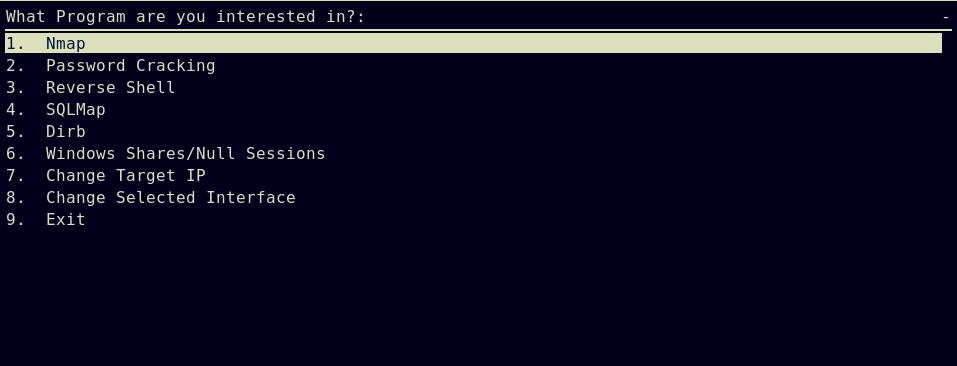 What Program are you interested in?: -
1. Nmap
2. Password Cracking
3. Reverse Shell
4. SQLMap
5. Dirb
6. Windows Shares/Null Sessions
7. Change Target IP
8. Change Selected Interface
9. Exit